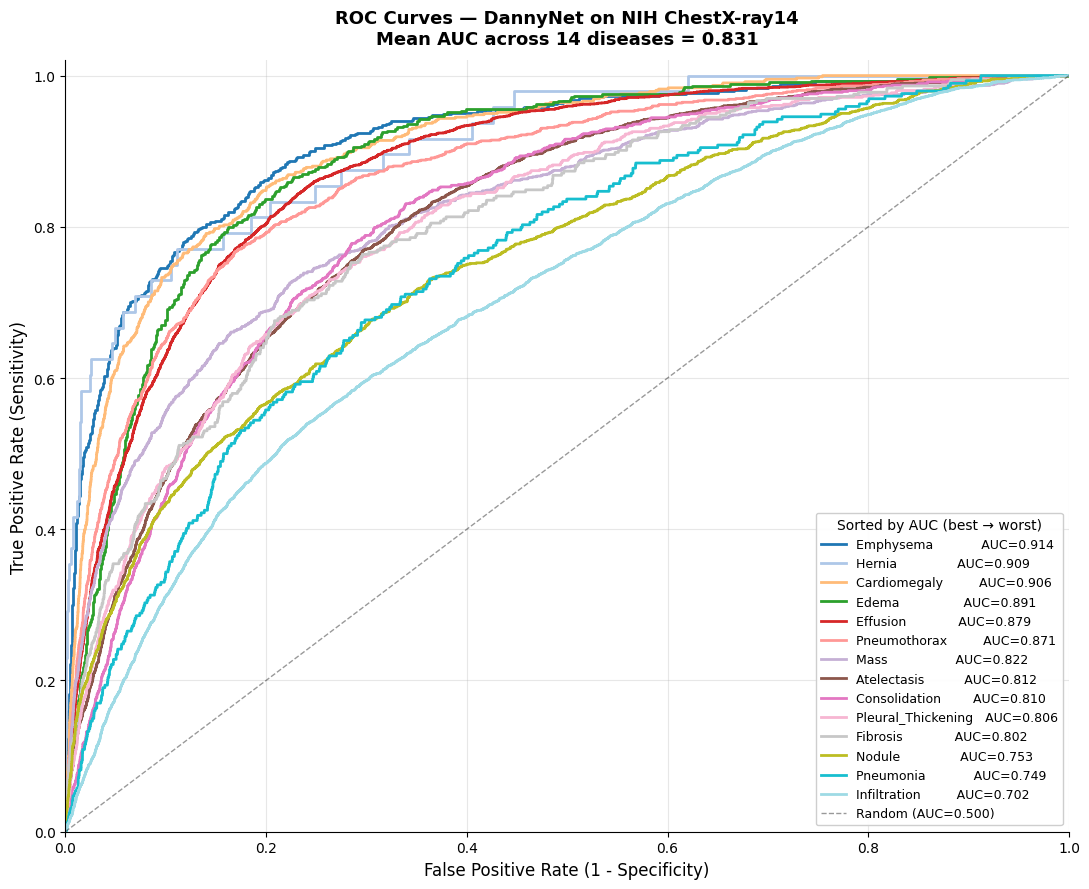 ROC Curves — DannyNet on NIH ChestX-ray14
Mean AUC across 14 diseases = 0.831
True Positive Rate (Sensitivity)
1.0
0.8
0.6
0.4
0.2
0.0
Sorted by AUC (best → worst)
Emphysema AUC=0.914
Hernia AUC=0.909
Cardiomegaly AUC=0.906
Edema AUC=0.891
Effusion AUC=0.879
Pneumothorax AUC=0.871
Mass AUC=0.822
Atelectasis AUC=0.812
Consolidation AUC=0.810
Pleural_Thickening AUC=0.806
Fibrosis AUC=0.802
Nodule AUC=0.753
Pneumonia AUC=0.749
Infiltration AUC=0.702
Random (AUC=0.500)
0.0 0.2 0.4 0.6 0.8 1.0
False Positive Rate (1 - Specificity)